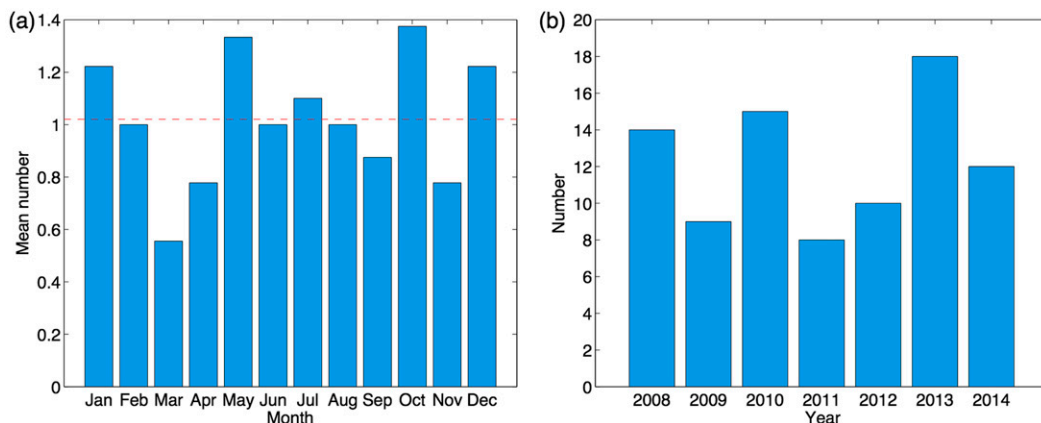 (a)
1.4
1.2
1
0.8
0.6
0.4
0.2
0
Mean number
Jan Feb Mar Apr May Jun Jul Aug Sep Oct Nov Dec
Month
(b)
20
18
16
14
12
10
8
6
4
2
0
Number
2008 2009 2010 2011 2012 2013 2014
Year